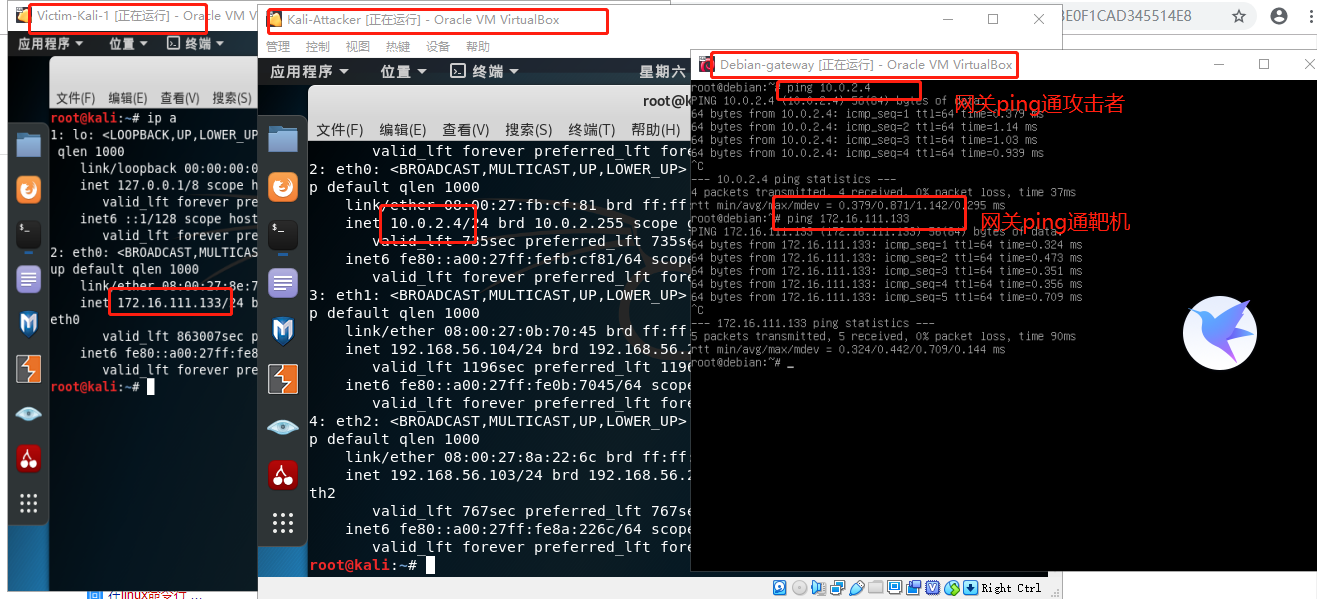 Victim-Kali-1 [正在运行] - Oracle VM VirtualBox
应用程序 位置 终端
文件(F) 编辑(E) 查看(V) 搜索(S)
root@kali:~# ip a
1: lo: <LOOPBACK,UP,LOWER_UP
qlen 1000
link/loopback 00:00:00:0
inet 127.0.0.1/8 scope h
valid_lft forever pre
inet6 ::1/128 scope host
valid_lft forever pre
2: eth0: <BROADCAST,MULTICAS
up default qlen 1000
link/ether 08:00:27:8e:7
inet 172.16.111.133/24 b
eth0
valid_lft 863007sec p
inet6 fe80::a00:27ff:fe8
valid_lft forever pre
root@kali:~#
在linux命令行 ...
Kali-Attacker [正在运行] - Oracle VM VirtualBox
管理 控制 视图 热键 设备 帮助
应用程序 位置 终端 星期六
root@k
文件(F) 编辑(E) 查看(V) 搜索(S) 终端(T) 帮助(H)
valid_lft forever preferred_lft fore
2: eth0: <BROADCAST,MULTICAST,UP,LOWER_UP>
p default qlen 1000
link/ether 08:00:27:fb:cf:81 brd ff:ff:
inet 10.0.2.4/24 brd 10.0.2.255 scope g
valid_lft 735sec preferred_lft 735se
inet6 fe80::a00:27ff:fefb:cf81/64 scope
valid_lft forever preferred_lft fore
3: eth1: <BROADCAST,MULTICAST,UP,LOWER_UP>
p default qlen 1000
link/ether 08:00:27:0b:70:45 brd ff:ff:
inet 192.168.56.104/24 brd 192.168.56.2
valid_lft 1196sec preferred_lft 1196
inet6 fe80::a00:27ff:fe0b:7045/64 scope
valid_lft forever preferred_lft fore
4: eth2: <BROADCAST,MULTICAST,UP,LOWER_UP>
p default qlen 1000
link/ether 08:00:27:8a:22:6c brd ff:ff:
inet 192.168.56.103/24 brd 192.168.56.2
th2
valid_lft 767sec preferred_lft 767se
inet6 fe80::a00:27ff:fe8a:226c/64 scope
valid_lft forever preferred_lft fore
root@kali:~#
Right Ctrl
BE0F1CAD345514E8
Debian-gateway [正在运行] - Oracle VM VirtualBox
root@debian:~# ping 10.0.2.4
网关ping通攻击者
PING 10.0.2.4 (10.0.2.4) 56(84) bytes of data.
64 bytes from 10.0.2.4: icmp_seq=1 ttl=64 time=0.379 ms
64 bytes from 10.0.2.4: icmp_seq=2 ttl=64 time=1.14 ms
64 bytes from 10.0.2.4: icmp_seq=3 ttl=64 time=1.03 ms
64 bytes from 10.0.2.4: icmp_seq=4 ttl=64 time=0.939 ms
^C
--- 10.0.2.4 ping statistics ---
4 packets transmitted, 4 received, 0% packet loss, time 37ms
rtt min/avg/max/mdev = 0.379/0.871/1.142/0.295 ms
root@debian:~# ping 172.16.111.133
网关ping通靶机
PING 172.16.111.133 (172.16.111.133) 56(84) bytes of data.
64 bytes from 172.16.111.133: icmp_seq=1 ttl=64 time=0.324 ms
64 bytes from 172.16.111.133: icmp_seq=2 ttl=64 time=0.473 ms
64 bytes from 172.16.111.133: icmp_seq=3 ttl=64 time=0.351 ms
64 bytes from 172.16.111.133: icmp_seq=4 ttl=64 time=0.356 ms
64 bytes from 172.16.111.133: icmp_seq=5 ttl=64 time=0.709 ms
^C
--- 172.16.111.133 ping statistics ---
5 packets transmitted, 5 received, 0% packet loss, time 90ms
rtt min/avg/max/mdev = 0.324/0.442/0.709/0.144 ms
root@debian:~# _